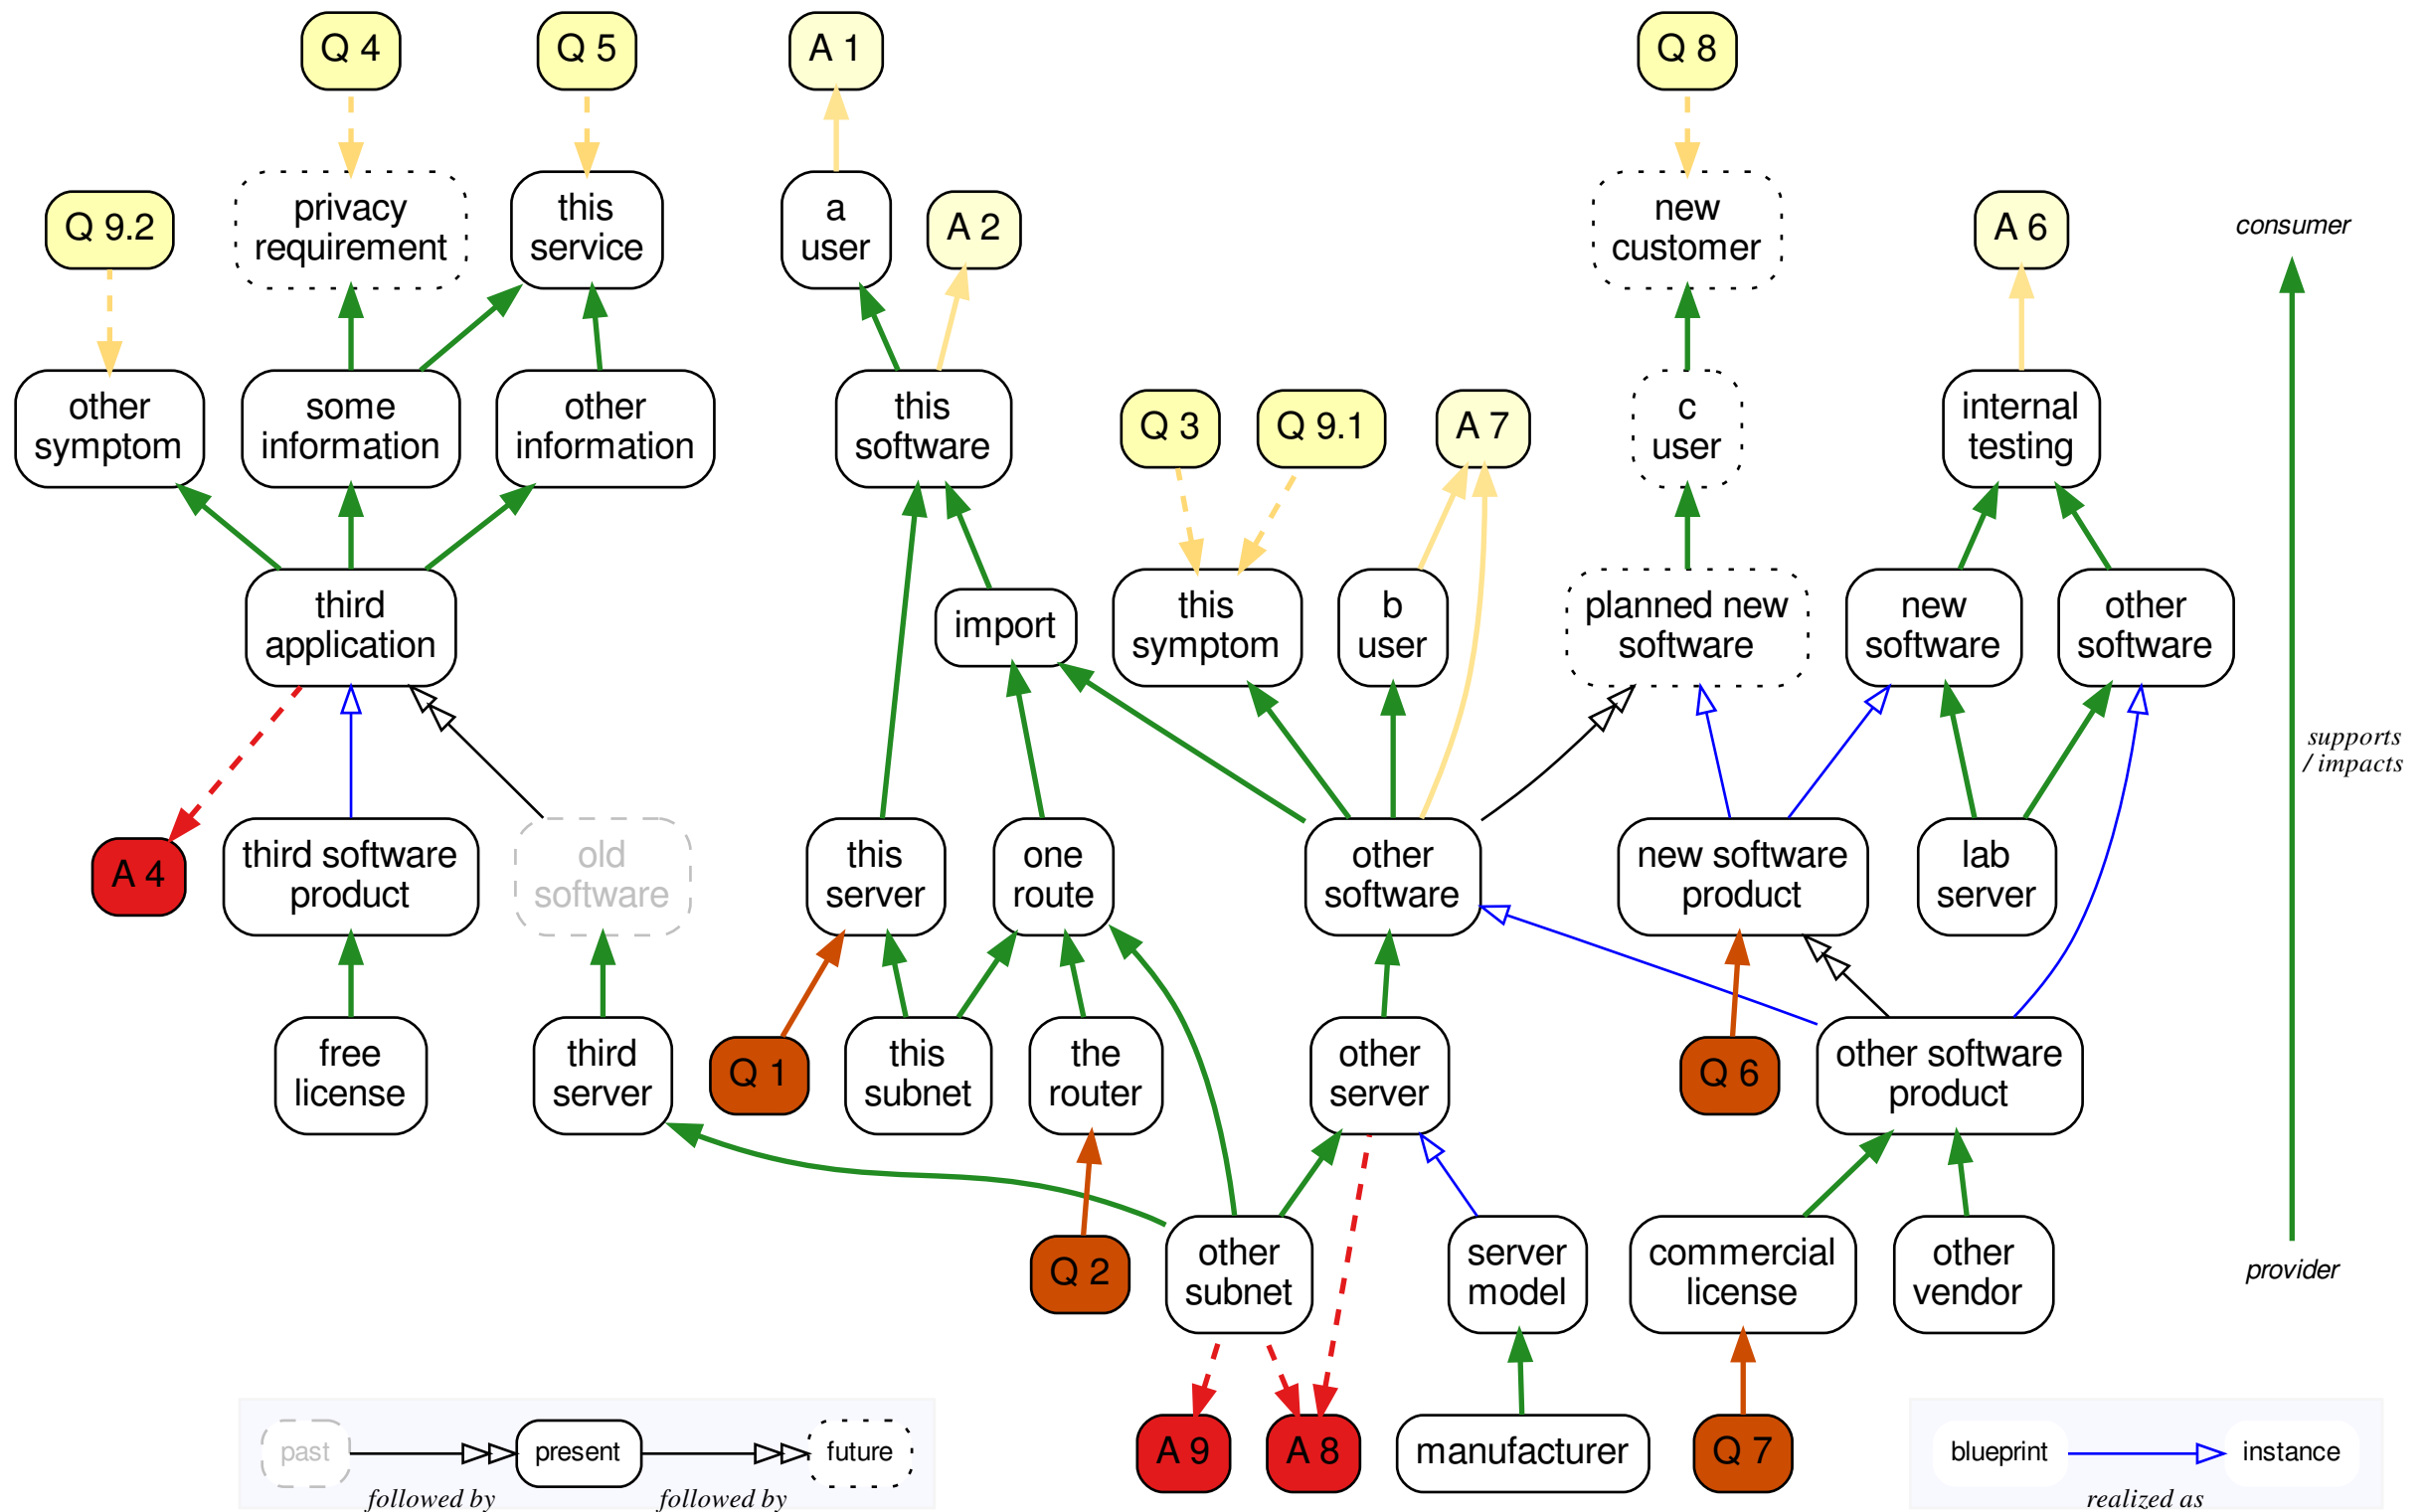 Q 4
Q 5
A 1
Q 8
Q 9.2
privacy
requirement
this
service
a
user
A 2
new
customer
A 6
consumer
other
symptom
some
information
other
information
this
software
Q 3
Q 9.1
A 7
c
user
internal
testing
third
application
import
this
symptom
b
user
planned new
software
new
software
other
software
supports
/ impacts
A 4
third software
product
old
software
this
server
one
route
other
software
new software
product
lab
server
free
license
third
server
Q 1
this
subnet
the
router
other
server
Q 6
other software
product
Q 2
other
subnet
server
model
commercial
license
other
vendor
provider
past
present
future
followed by
followed by
A 9
A 8
manufacturer
Q 7
blueprint
instance
realized as